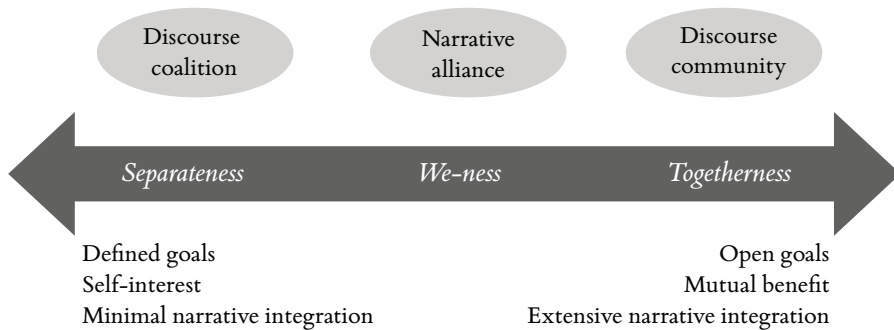 Discourse
coalition
Narrative
alliance
Discourse
community
Separateness
We-ness
Togetherness
Defined goals
Self-interest
Minimal narrative integration
Open goals
Mutual benefit
Extensive narrative integration